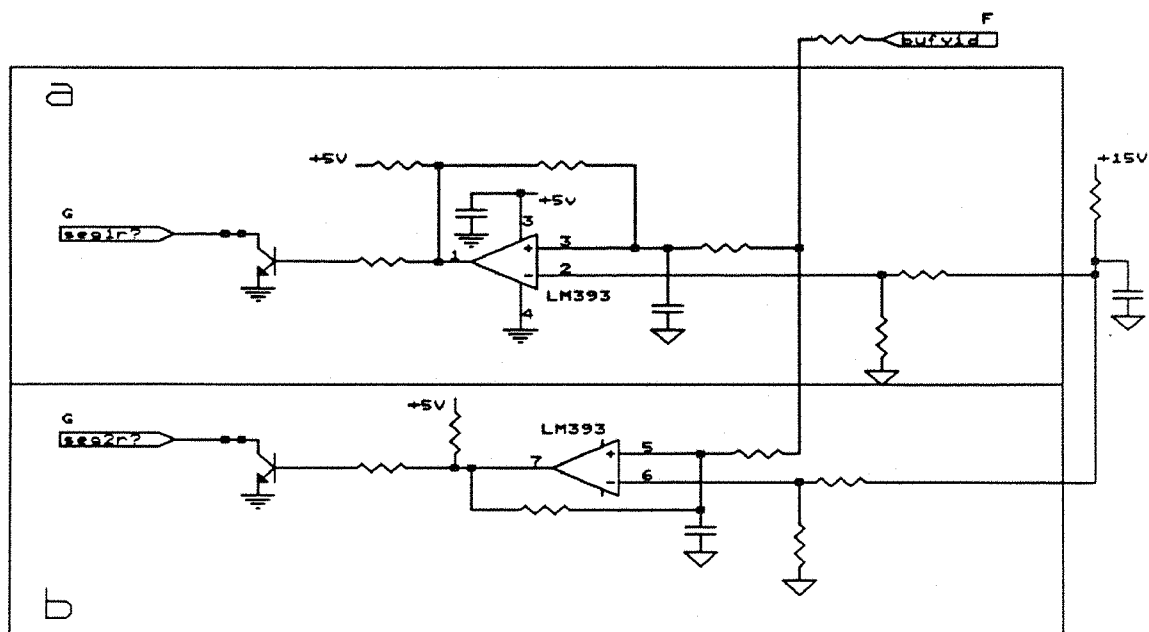 F
bufvid
a
+5V
+5V
+15V
G
seg1r?
3
1
+
3
-
2
LM393
4
+5V
G
seg2r?
LM393
7
+
5
-
6
b